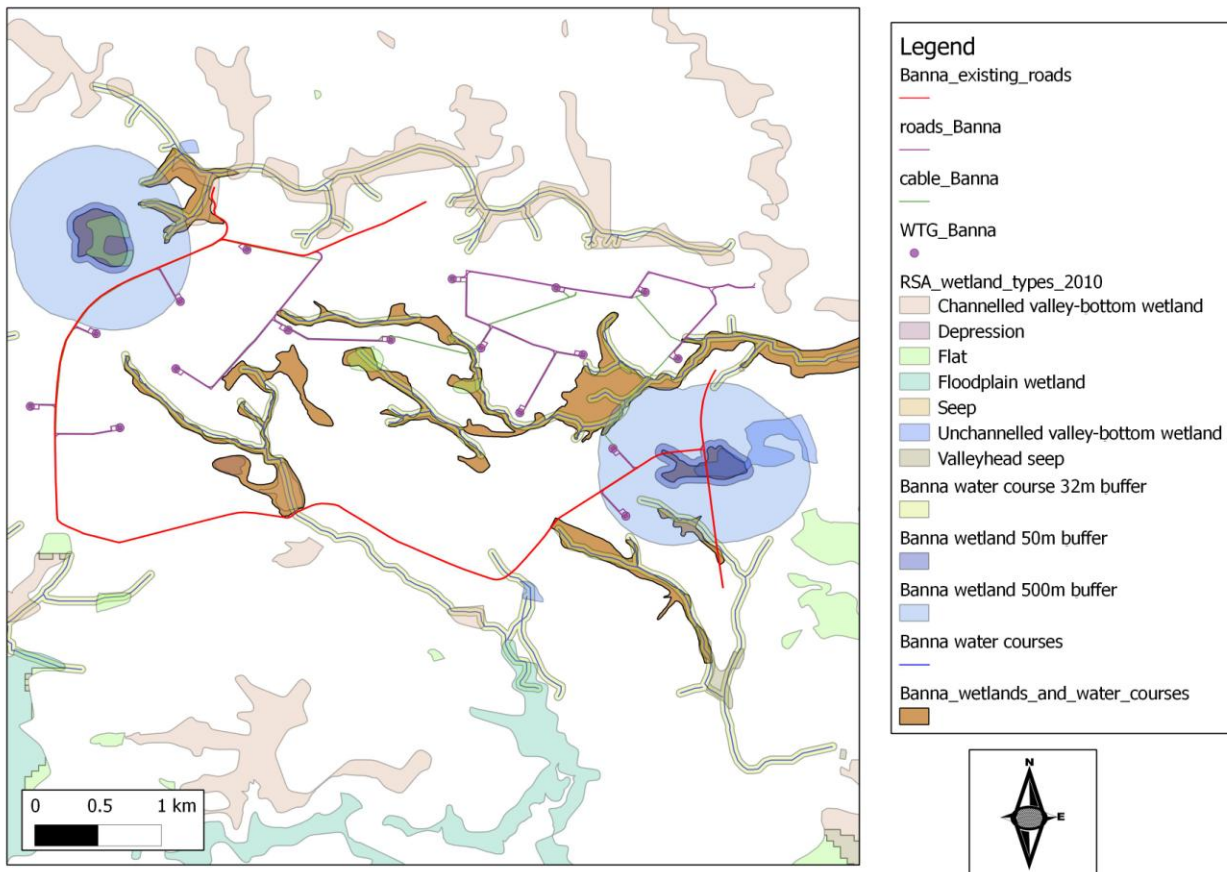 Legend
Banna_existing_roads
roads_Banna
cable_Banna
WTG_Banna
RSA_wetland_types_2010
Channelled valley-bottom wetland
Depression
Flat
Floodplain wetland
Seep
Unchannelled valley-bottom wetland
Valleyhead seep
Banna water course 32m buffer
Banna wetland 50m buffer
Banna wetland 500m buffer
Banna water courses
Banna_wetlands_and_water_courses
0 0.5 1 km
N
E